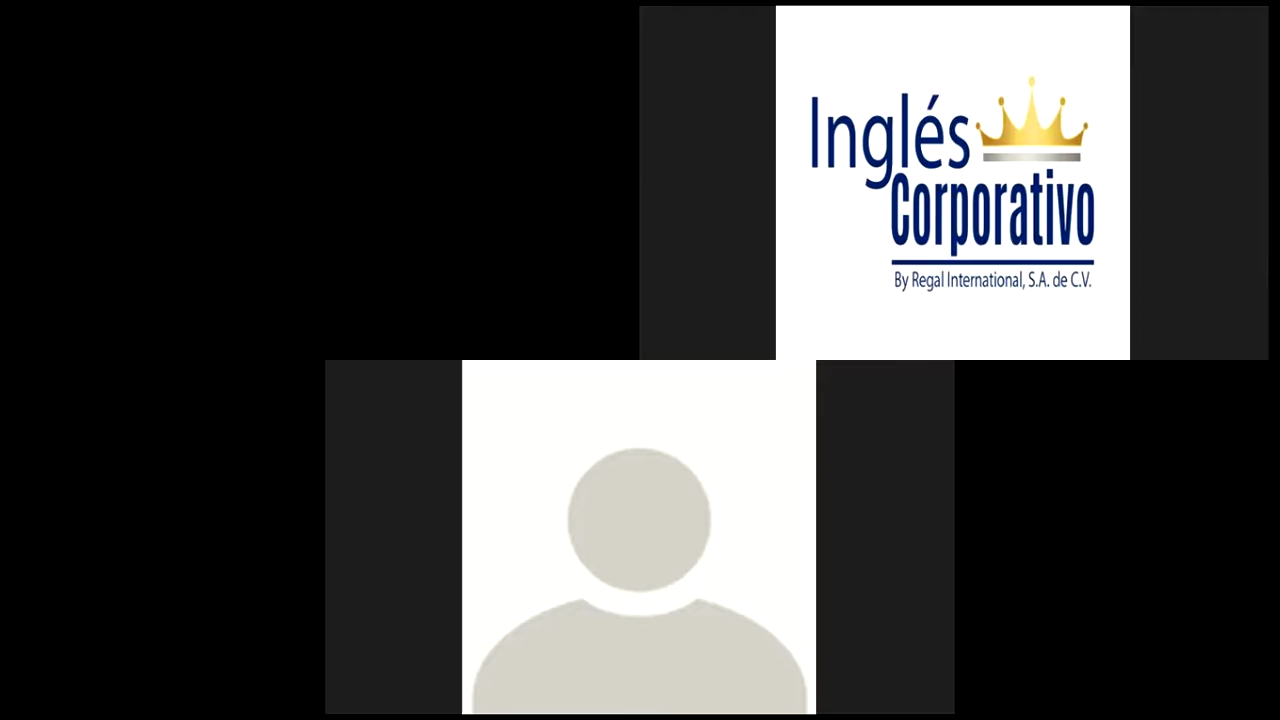 Inglés
Corporativo
By Regal International, S.A. de C.V.